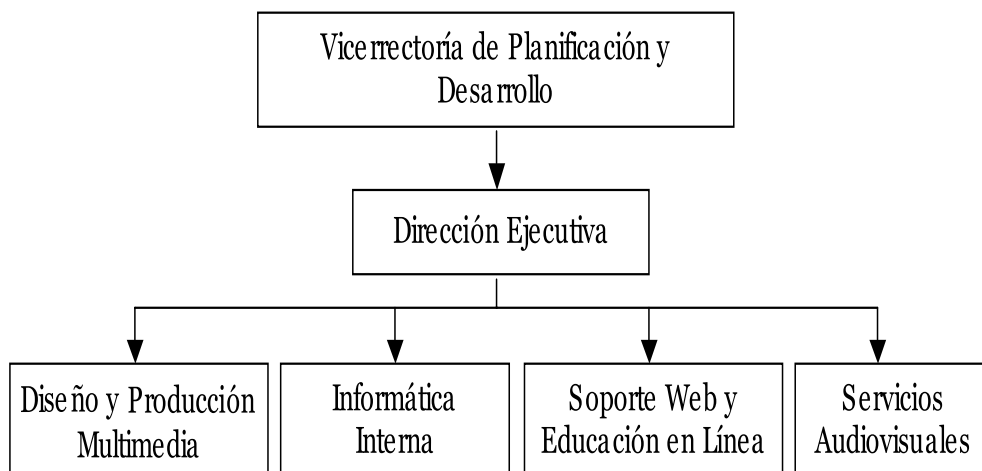 Vicerrectoría de Planificación y
Desarrollo
Dirección Ejecutiva
Diseño y Producción
Multimedia
Informática
Interna
Soporte Web y
Educación en Línea
Servicios
Audiovisuales